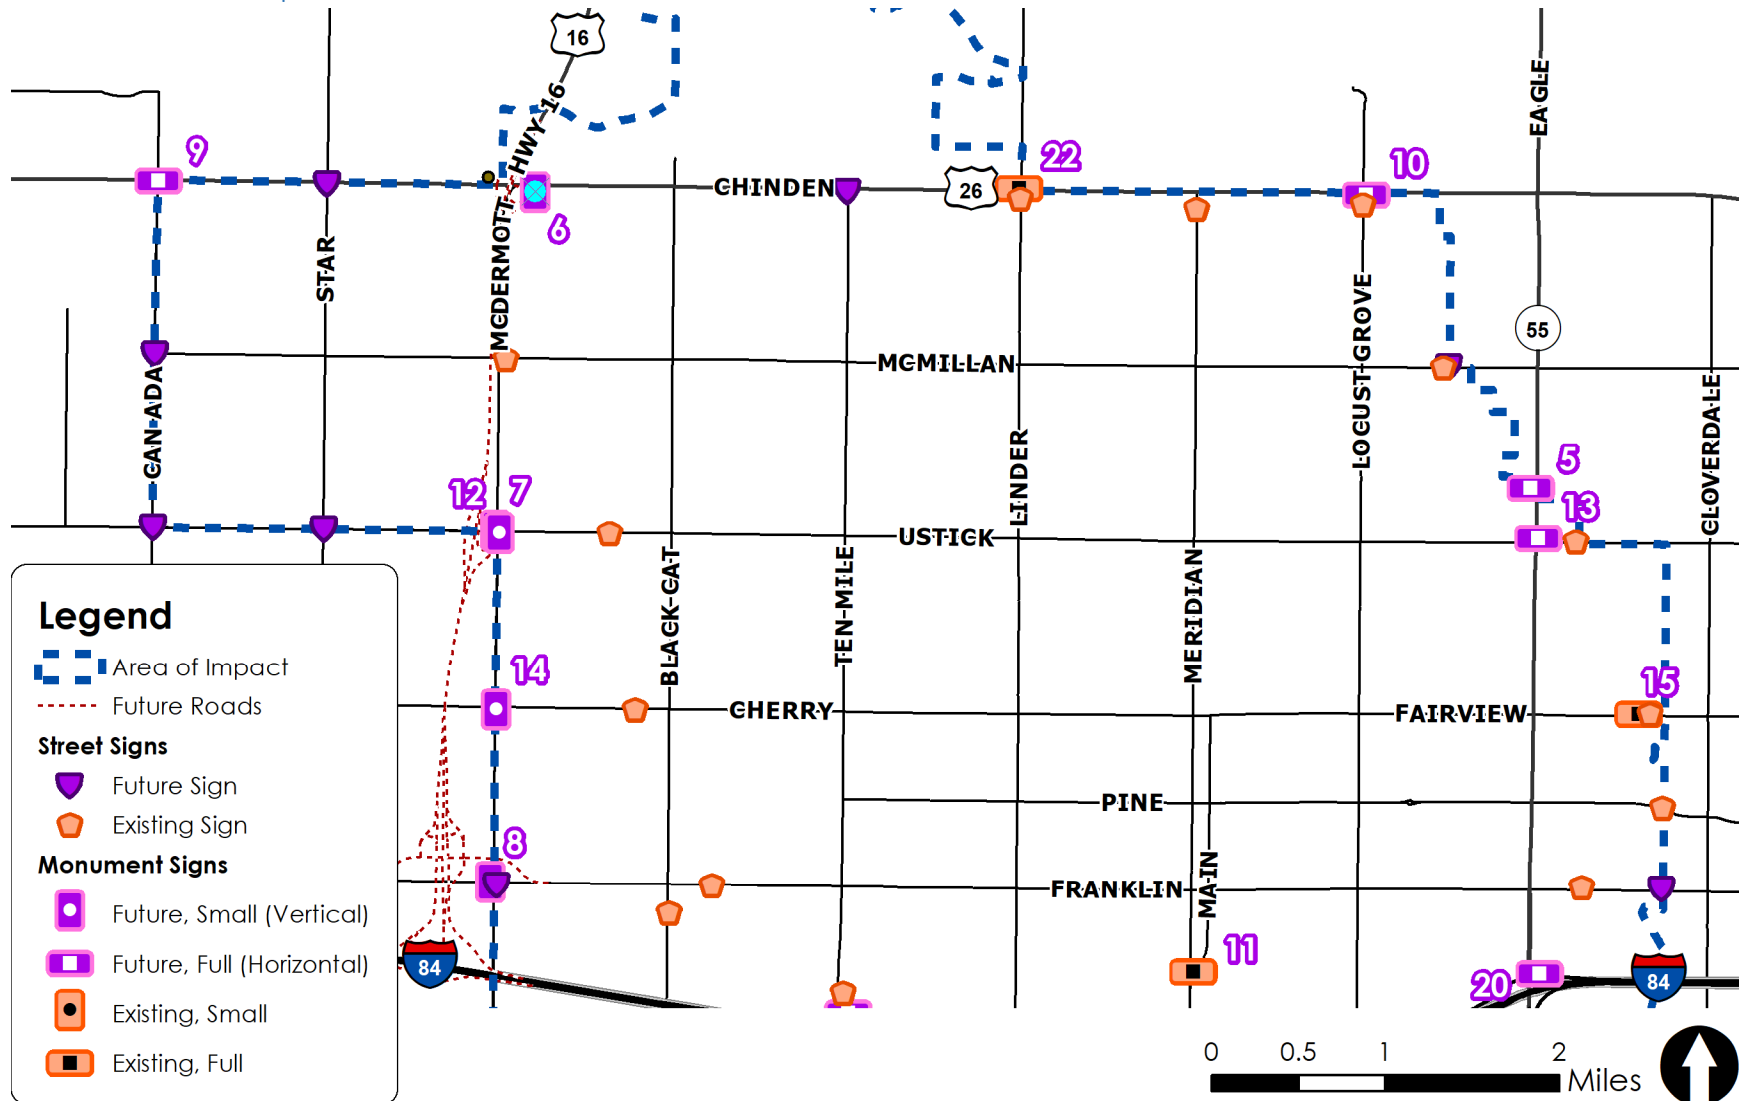 16
HWY 16
EAGLE
9
22
10
CHINDEN
26
6
STAR
MCDERMOTT
LOCUST GROVE
55
MCMILLAN
CAN-ADA
CLOVERDALE
LINDER
5
12
7
13
USTICK
BLACK CAT
TEN MILE
MERIDIAN
14
15
CHERRY
FAIRVIEW
PINE
8
FRANKLIN
MAIN
11
84
20
84
Legend
Area of Impact
Future Roads
Street Signs
Future Sign
Existing Sign
Monument Signs
Future, Small (Vertical)
Future, Full (Horizontal)
Existing, Small
Existing, Full
0 0.5 1 2
Miles